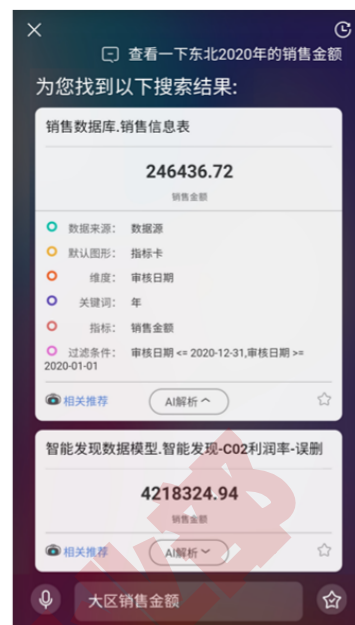 查看一下东北2020年的销售金额
为您找到以下搜索结果:
销售数据库.销售信息表
246436.72
销售金额
数据来源: 数据源
默认图形: 指标卡
维度: 审核日期
关键词: 年
指标: 销售金额
过滤条件: 审核日期 <= 2020-12-31,审核日期 >=
2020-01-01
相关推荐 AI解析
智能发现数据模型.智能发现-C02利润率-误删
4218324.94
销售金额
相关推荐 AI解析
大区销售金额